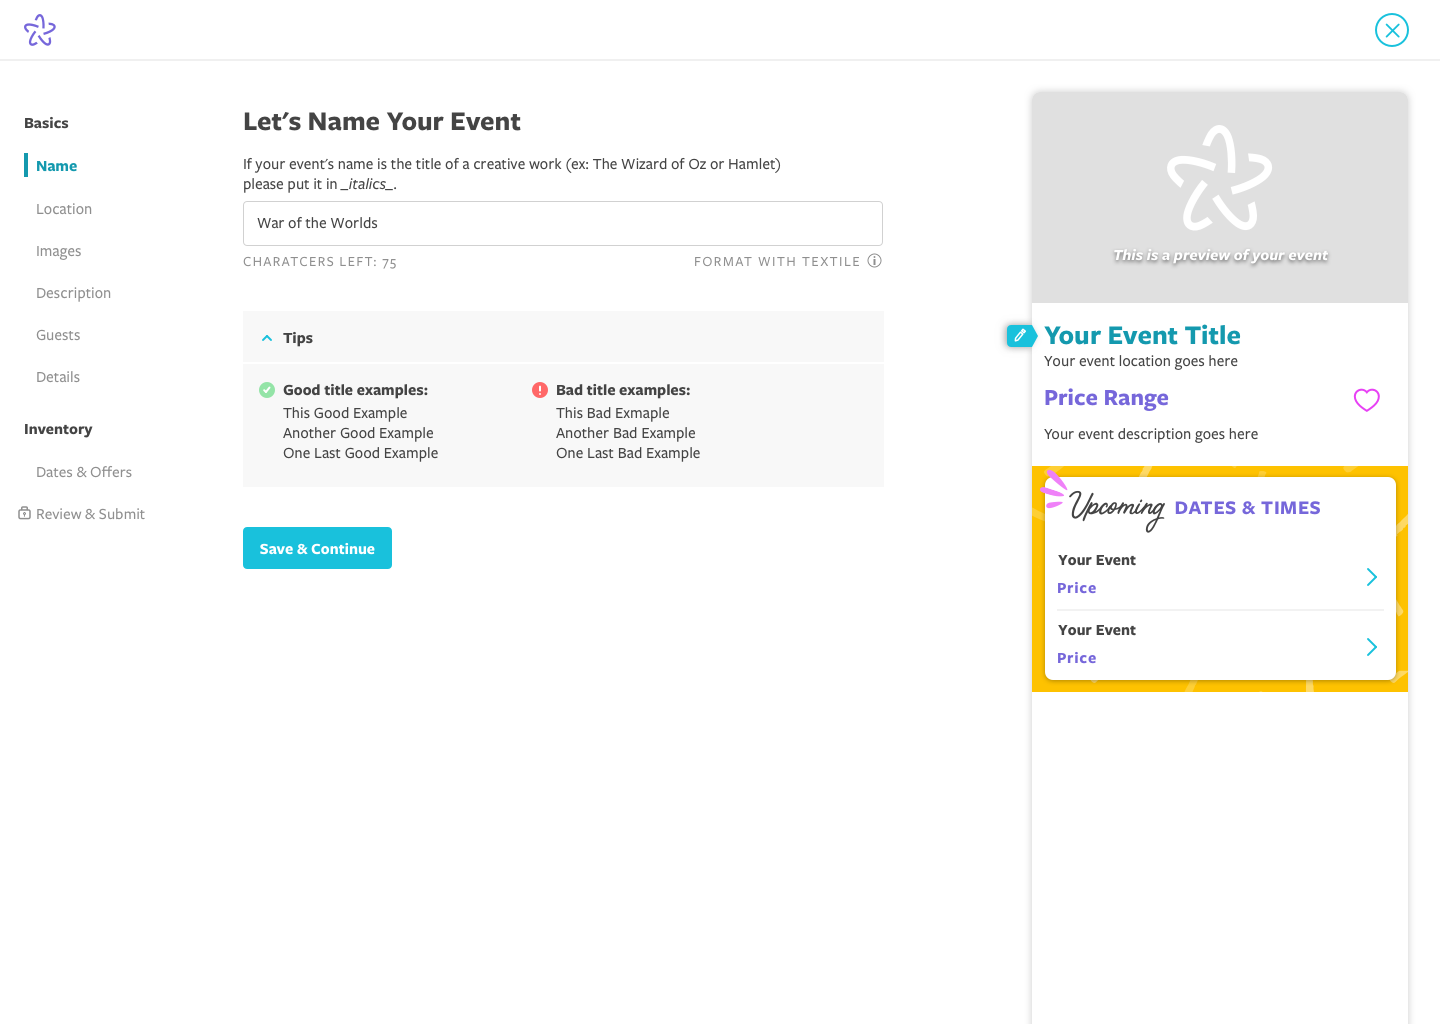 Basics
Name
Location
Images
Description
Guests
Details
Inventory
Dates & Offers
Review & Submit
Let's Name Your Event
If your event's name is the title of a creative work (ex: The Wizard of Oz or Hamlet)
please put it in _italics_.
War of the Worlds
CHARATCERS LEFT: 75
FORMAT WITH TEXTILE
Tips
Good title examples:
This Good Example
Another Good Example
One Last Good Example
Bad title examples:
This Bad Exmaple
Another Bad Example
One Last Bad Example
Save & Continue
This is a preview of your event
Your Event Title
Your event location goes here
Price Range
Your event description goes here
Upcoming DATES & TIMES
Your Event
Price
Your Event
Price